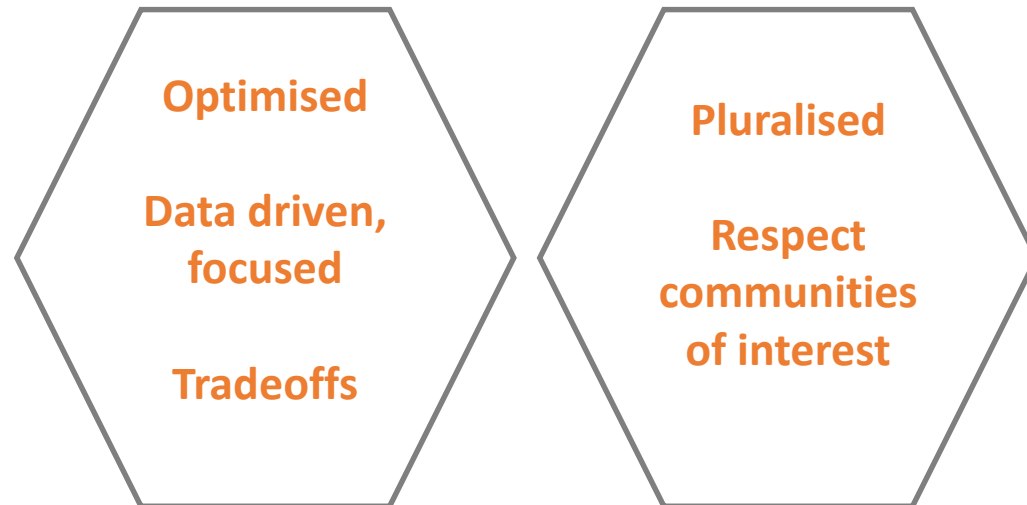 Optimised
Data driven,
focused
Tradeoffs
Pluralised
Respect
communities
of interest